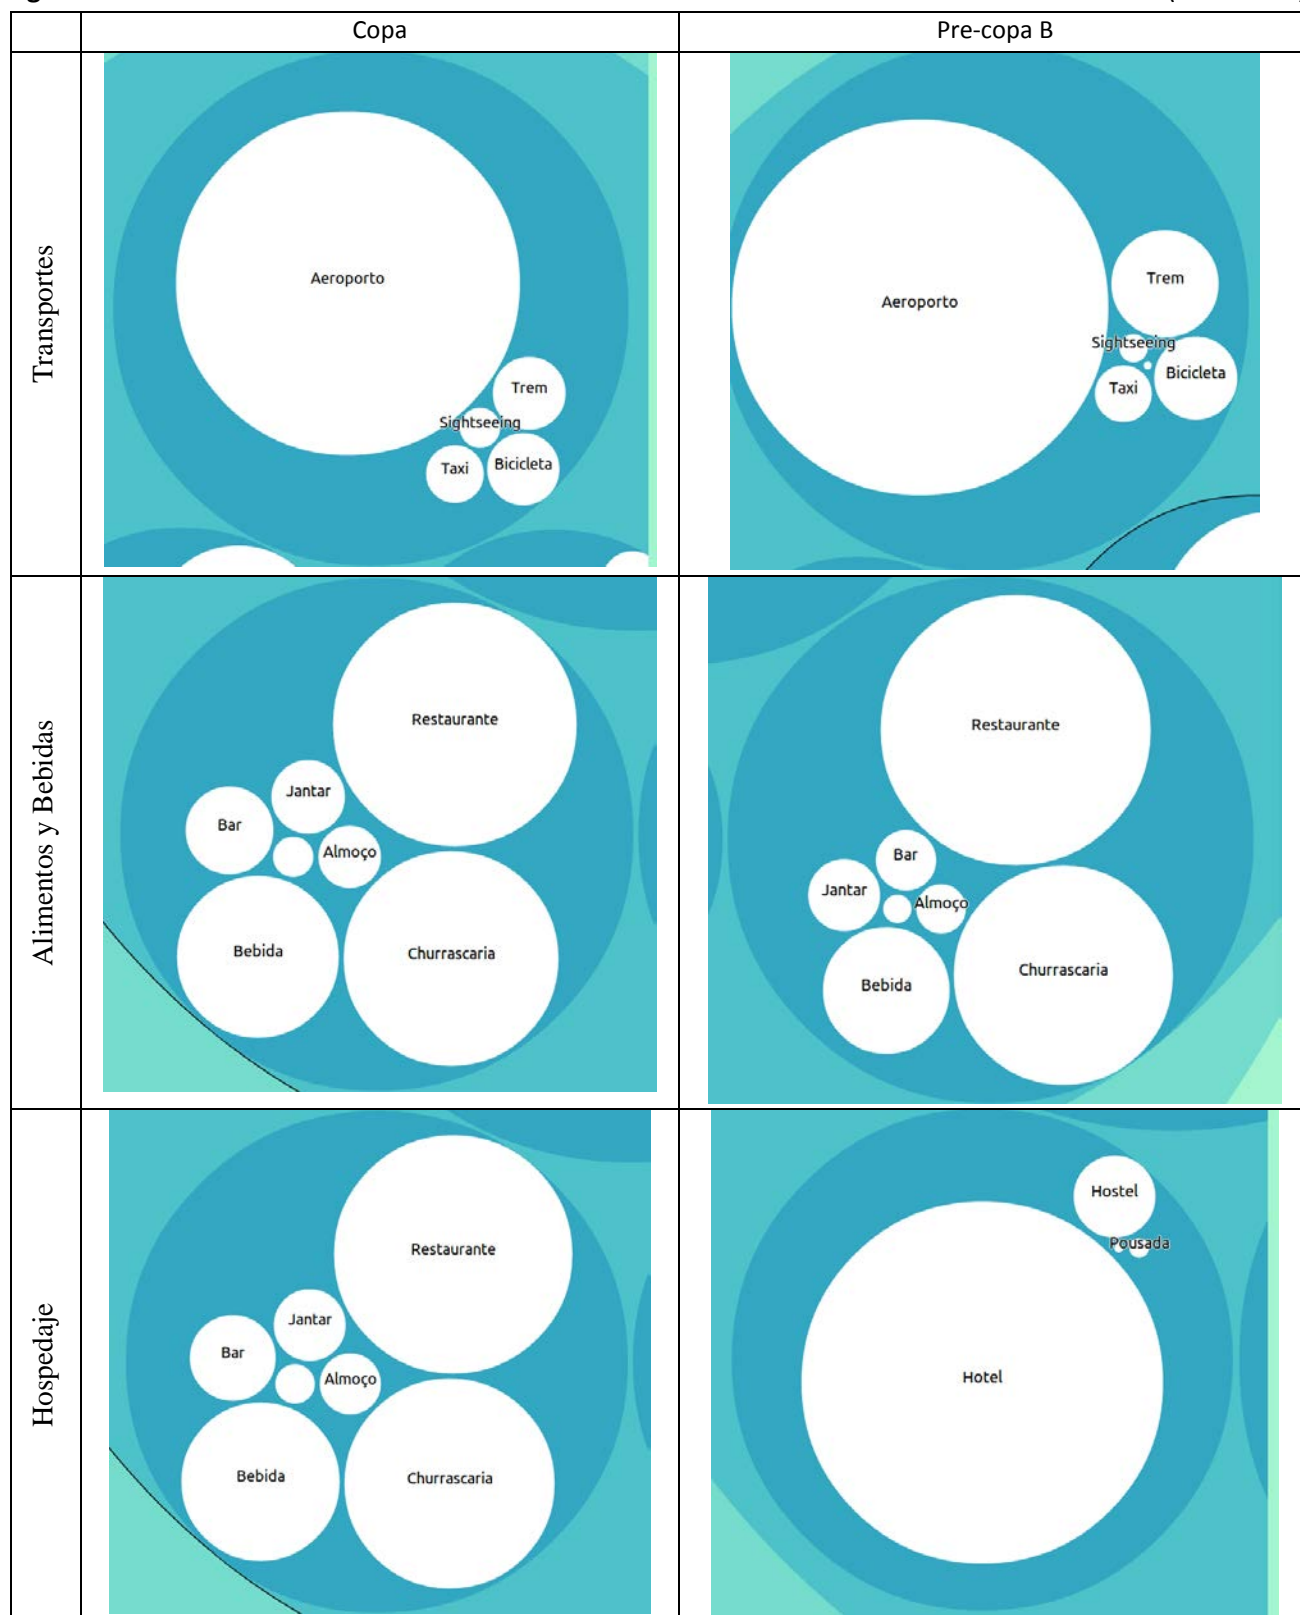 Copa
Pre-copa B
Transportes
Aeroporto
Trem
Sightseeing
Taxi
Bicicleta
Aeroporto
Trem
Sightseeing
Taxi
Bicicleta
Alimentos y Bebidas
Restaurante
Jantar
Bar
Almoço
Bebida
Churrascaria
Restaurante
Bar
Jantar
Almoço
Bebida
Churrascaria
Hospedaje
Restaurante
Jantar
Bar
Almoço
Bebida
Churrascaria
Hostel
Pousada
Hotel